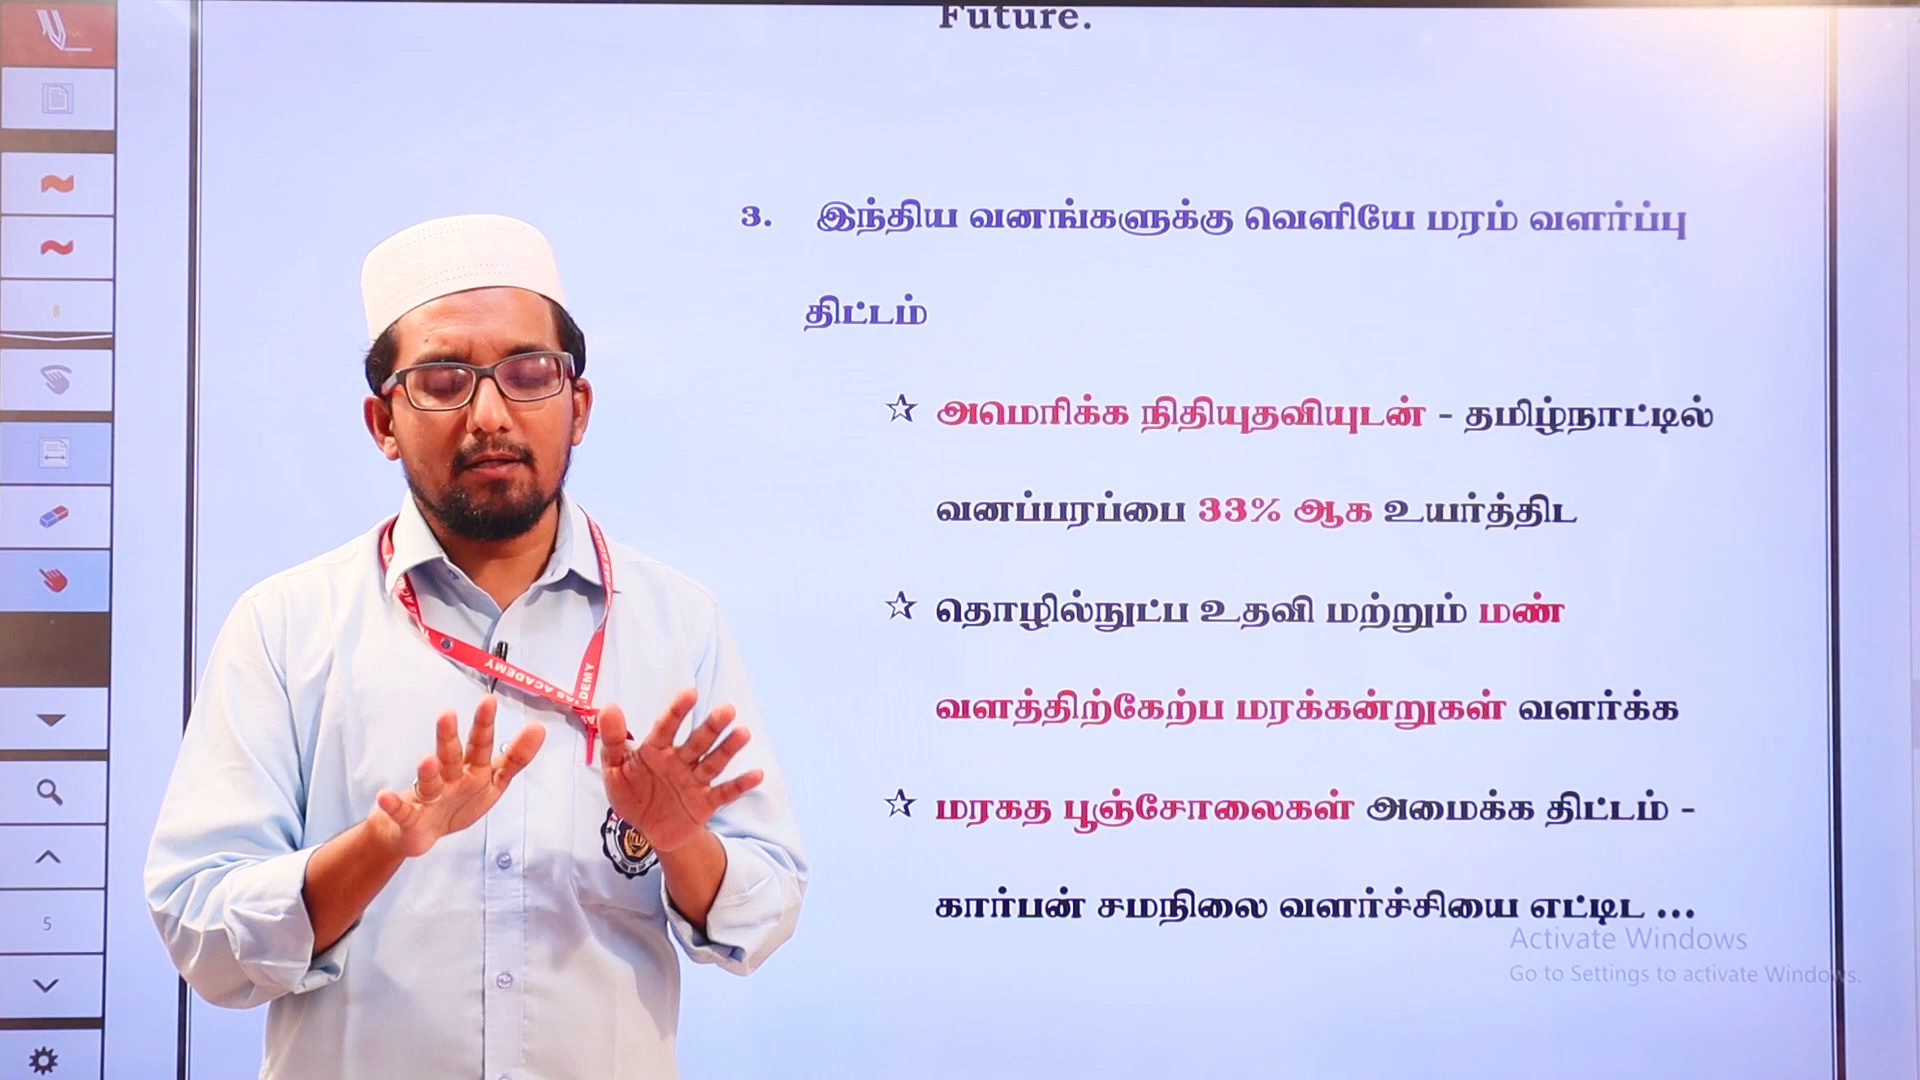 Future.
3. இந்திய வனங்களுக்கு வெளியே மரம் வளர்ப்பு
திட்டம்
☆ அமெரிக்க நிதியுதவியுடன் - தமிழ்நாட்டில்
வனப்பரப்பை 33% ஆக உயர்த்திட
☆ தொழில்நுட்ப உதவி மற்றும் மண்
வளத்திற்கேற்ப மரக்கன்றுகள் வளர்க்க
☆ மரகத பூஞ்சோலைகள் அமைக்க திட்டம் -
கார்பன் சமநிலை வளர்ச்சியை எட்டிட ...
Activate Windows
Go to Settings to activate Windows.
5
ACADEMY